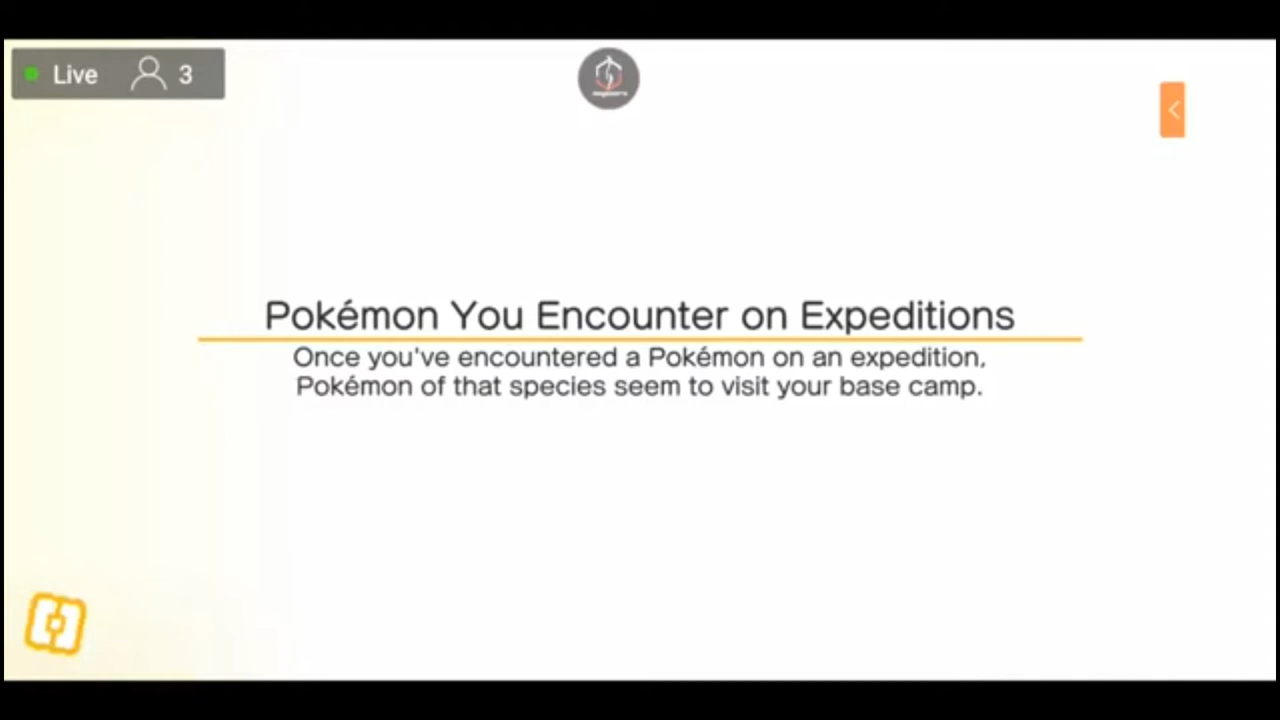 Live 3
Pokémon You Encounter on Expeditions
Once you've encountered a Pokémon on an expedition,
Pokémon of that species seem to visit your base camp.